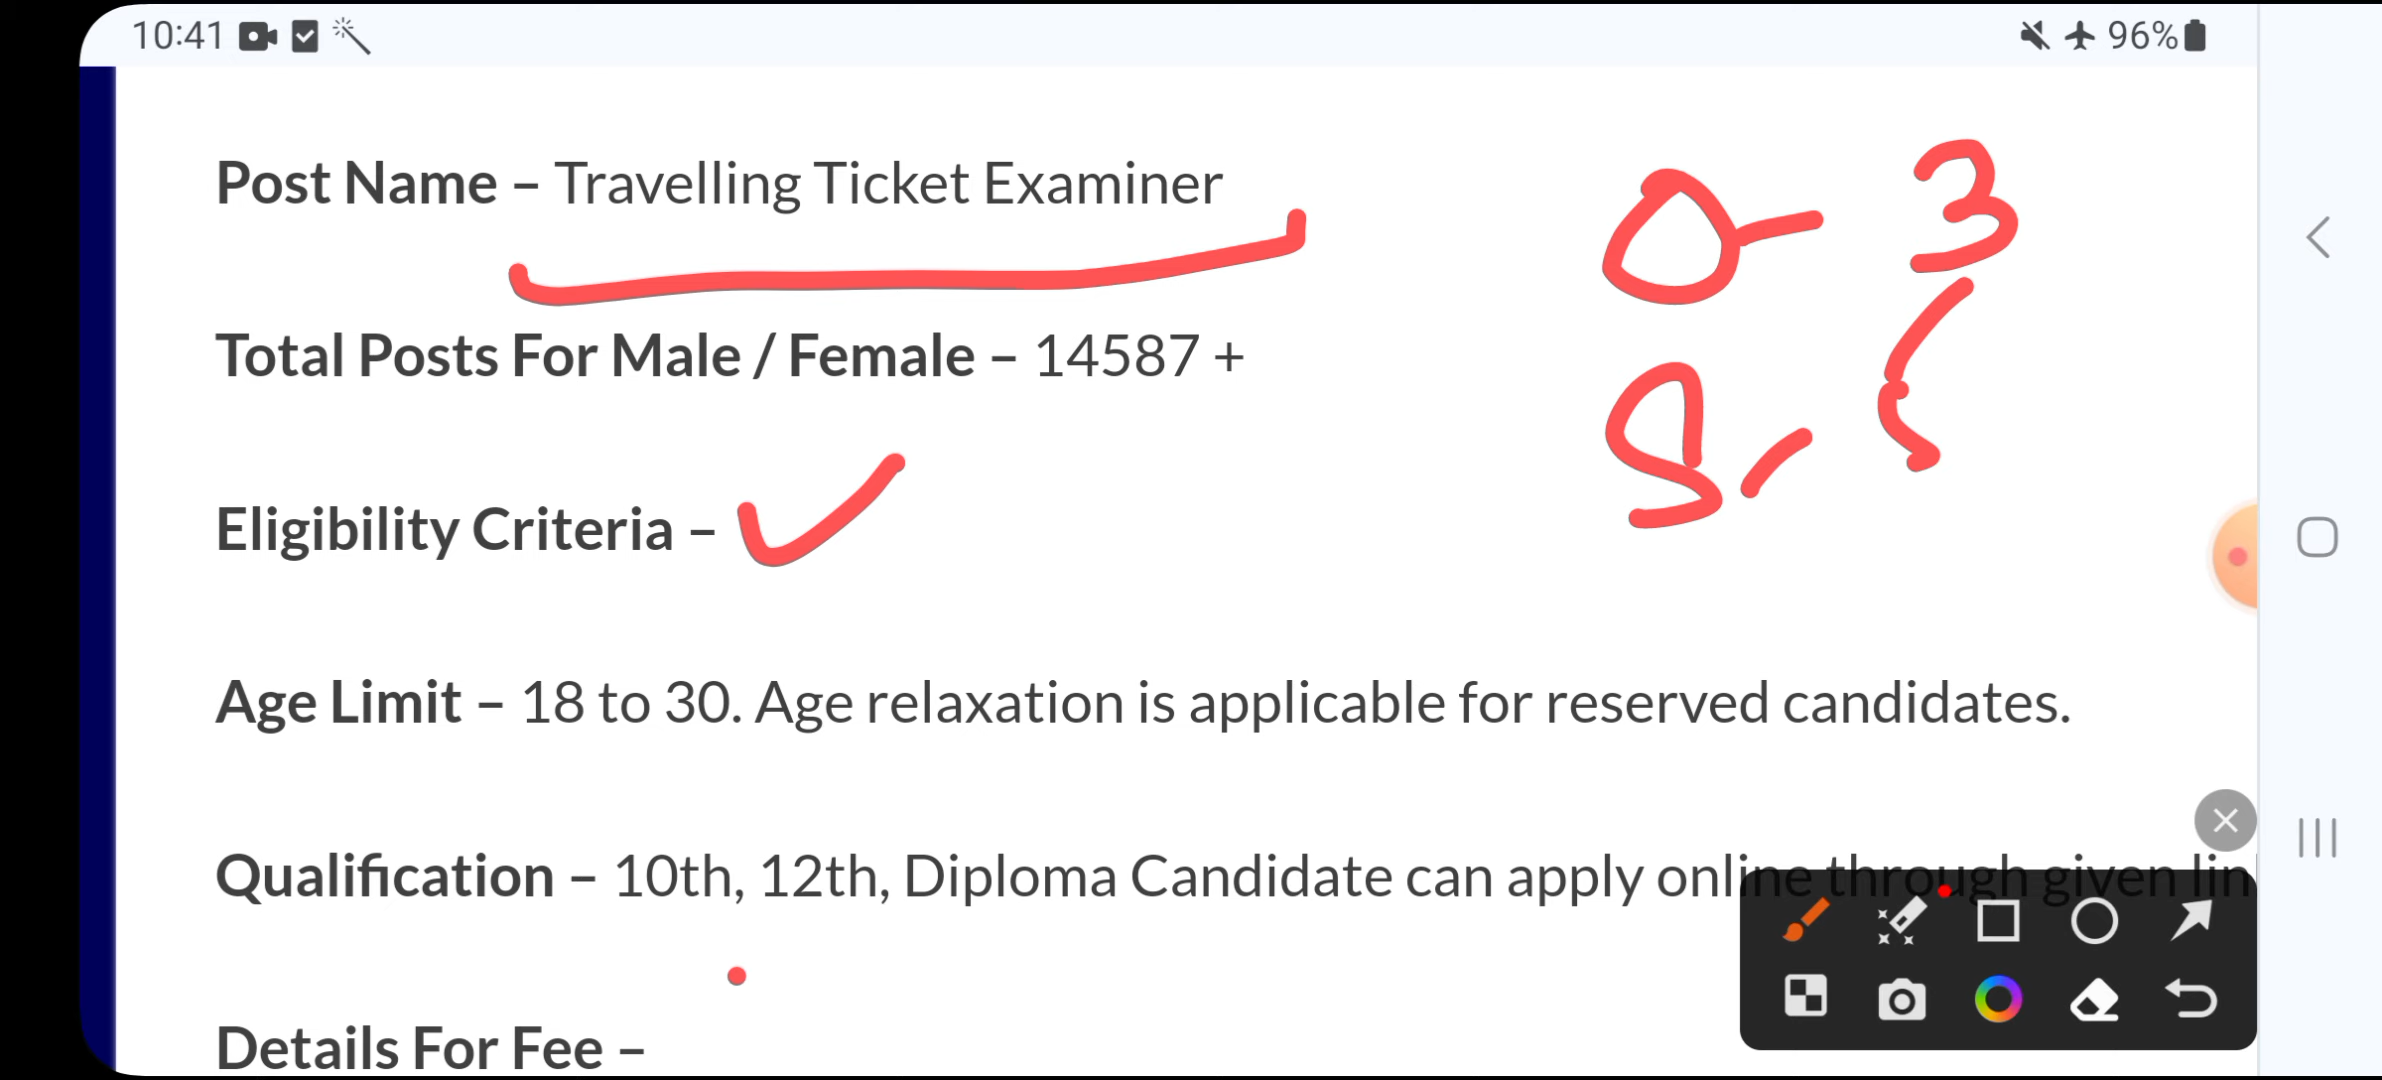 10:41 96%
Post Name – Travelling Ticket Examiner
O - 3
Total Posts For Male / Female – 14587 +
S
Eligibility Criteria –
Age Limit – 18 to 30. Age relaxation is applicable for reserved candidates.
Qualification – 10th, 12th, Diploma Candidate can apply online through given lin
Details For Fee –